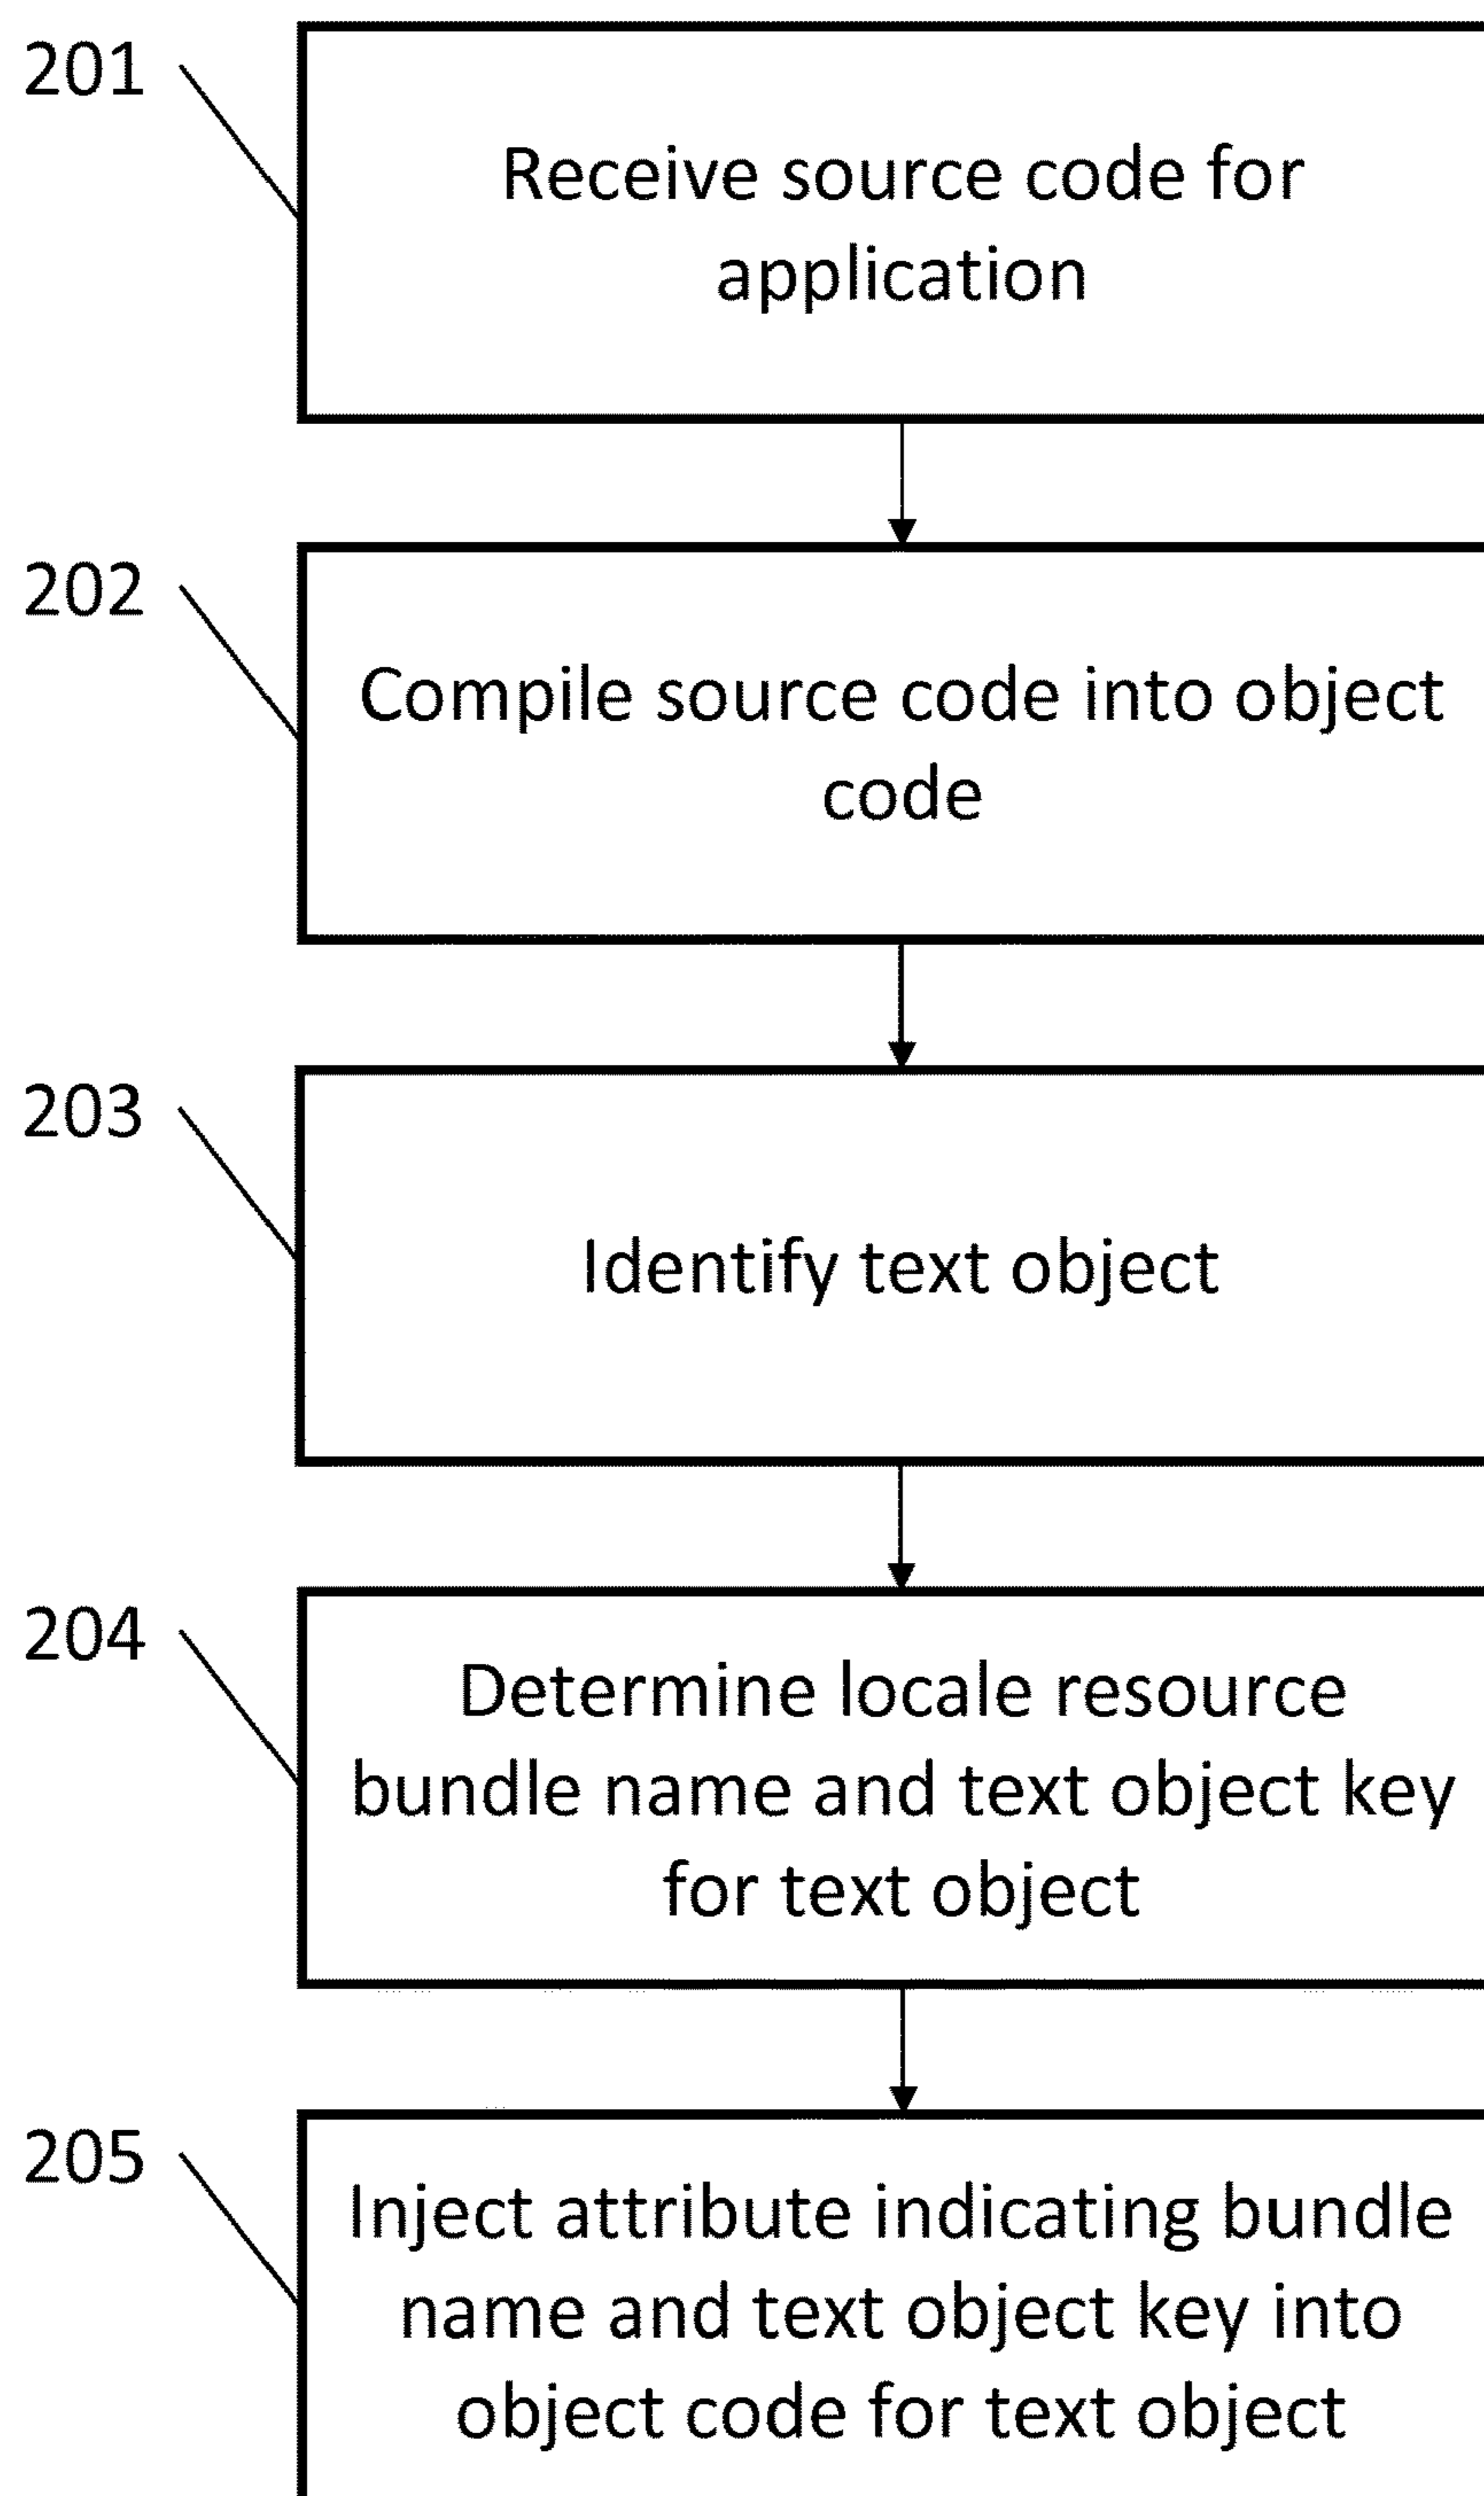 201
Receive source code for
application
202
Compile source code into object
code
203
Identify text object
204
Determine locale resource
bundle name and text object key
for text object
205
Inject attribute indicating bundle
name and text object key into
object code for text object